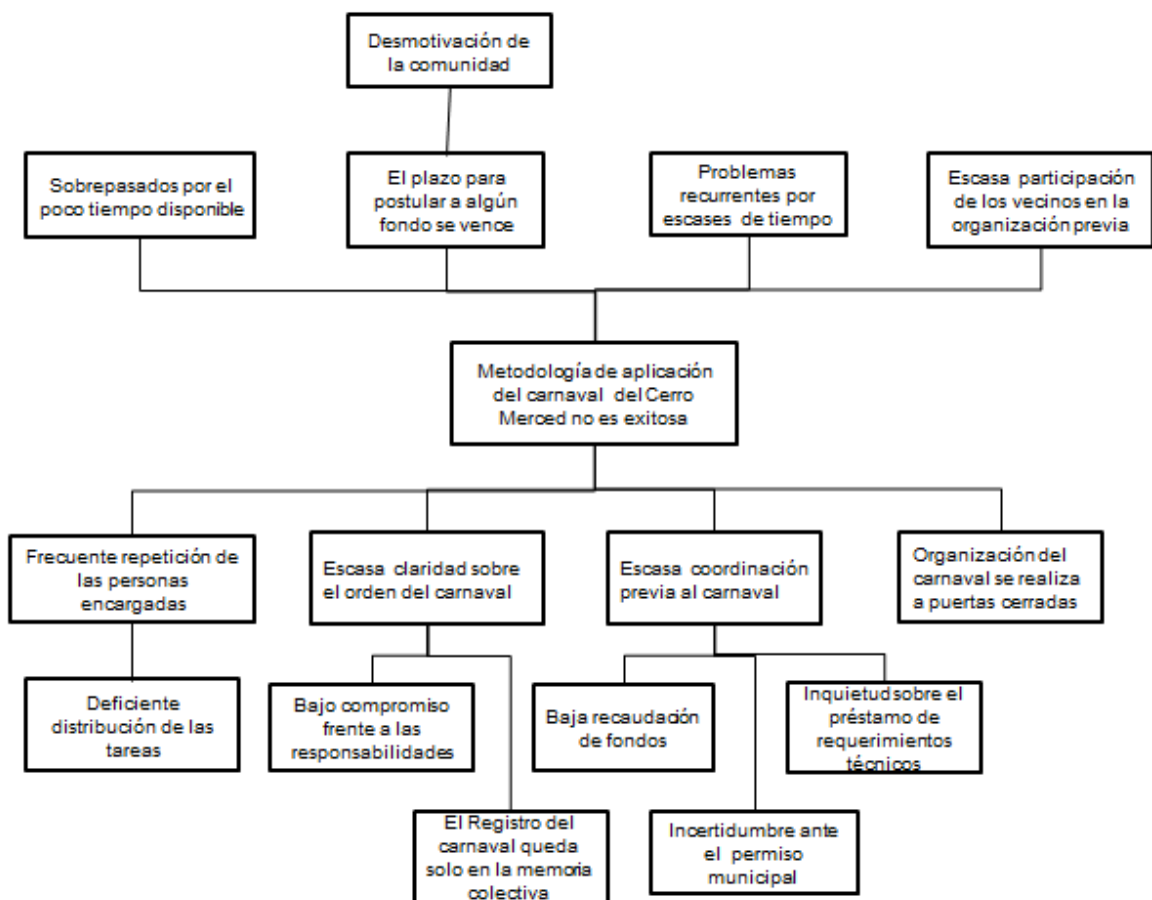 Desmotivación de
la comunidad
Sobrepasados por el
poco tiempo disponible
El plazo para
postular a algún
fondo se vence
Problemas
recurrentes por
escases de tiempo
Escasa participación
de los vecinos en la
organización previa
Metodología de aplicación
del carnaval del Cerro
Merced no es exitosa
Frecuente repetición de
las personas
encargadas
Escasa claridad sobre
el orden del carnaval
Escasa coordinación
previa al carnaval
Organización del
carnaval se realiza
a puertas cerradas
Deficiente
distribución de las
tareas
Bajo compromiso
frente a las
responsabilidades
Baja recaudación
de fondos
Inquietud sobre el
préstamo de
requerimientos
técnicos
El Registro del
carnaval queda
solo en la memoria
colectiva
Incertidumbre ante
el permiso
municipal